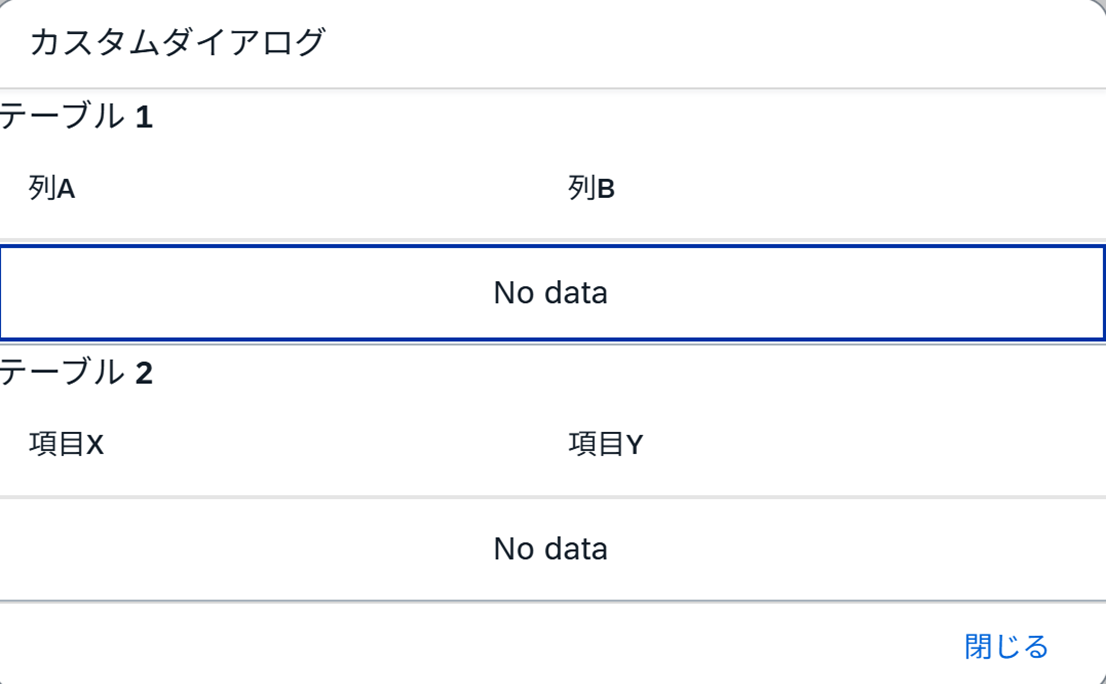 カスタムダイアログ
テーブル 1
列A 列B
No data
テーブル 2
項目X 項目Y
No data
閉じる